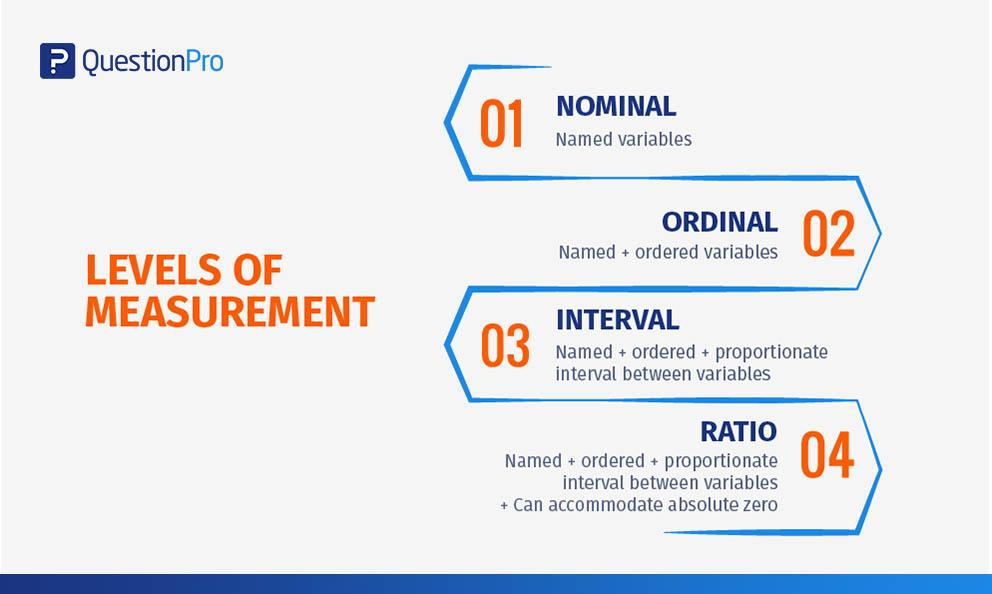 QuestionPro
LEVELS OF
MEASUREMENT
01
NOMINAL
Named variables
ORDINAL
02
Named + ordered variables
03
INTERVAL
Named + ordered + proportionate
interval between variables
RATIO
04
Named + ordered + proportionate
interval between variables
+ Can accommodate absolute zero